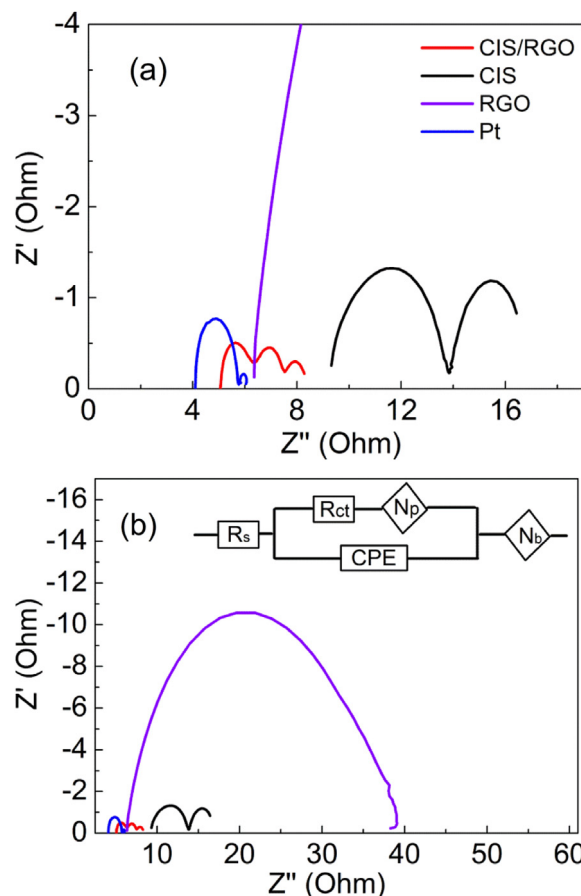 (a)
CIS/RGO
CIS
RGO
Pt
Z' (Ohm)
-4
-3
-2
-1
0
0 4 8 12 16
Z" (Ohm)
(b)
Rs
Rct
Np
CPE
Nb
Z' (Ohm)
-16
-14
-12
-10
-8
-6
-4
-2
0
10 20 30 40 50 60
Z" (Ohm)